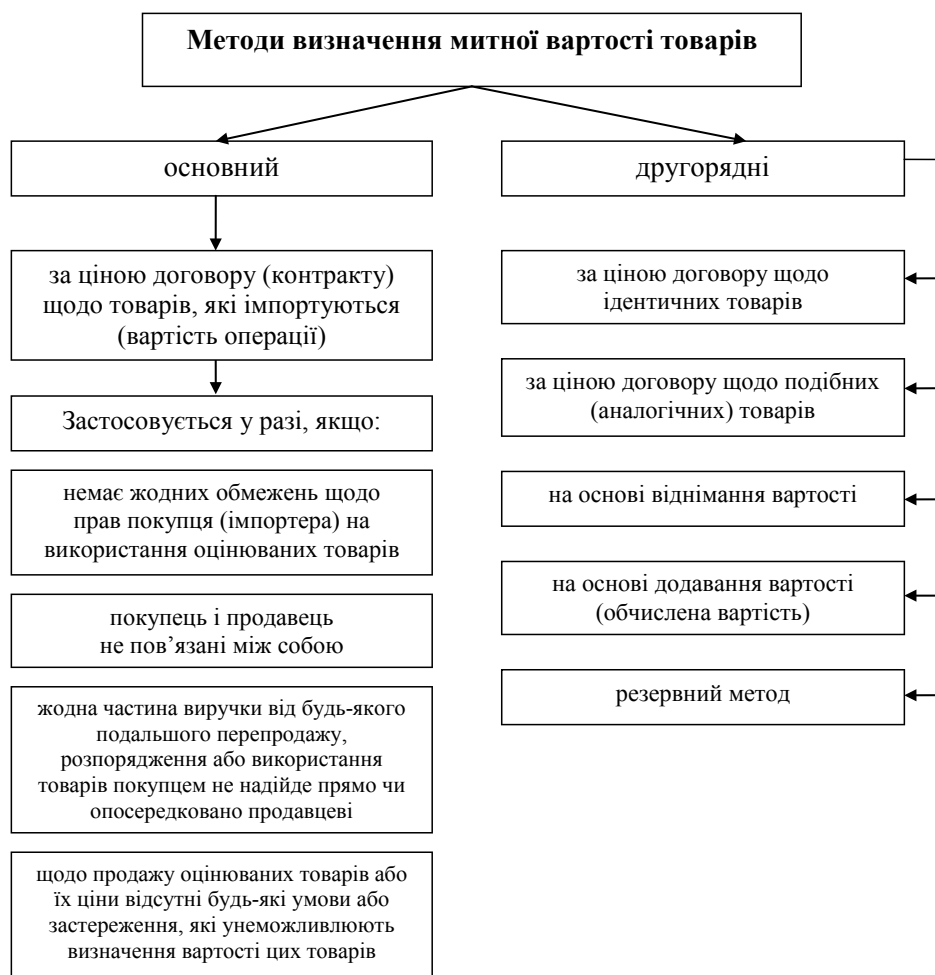 Методи визначення митної вартості товарів
основний
за ціною договору (контракту)
щодо товарів, які імпортуються
(вартість операції)
Застосовується у разі, якщо:
немає жодних обмежень щодо
прав покупця (імпортера) на
використання оцінюваних товарів
покупець і продавець
не пов’язані між собою
жодна частина виручки від будь-якого
подальшого перепродажу,
розпорядження або використання
товарів покупцем не надійде прямо чи
опосередковано продавцеві
щодо продажу оцінюваних товарів або
їх ціни відсутні будь-які умови або
застереження, які унеможливлюють
визначення вартості цих товарів
другорядні
за ціною договору щодо
ідентичних товарів
за ціною договору щодо подібних
(аналогічних) товарів
на основі віднімання вартості
на основі додавання вартості
(обчислена вартість)
резервний метод